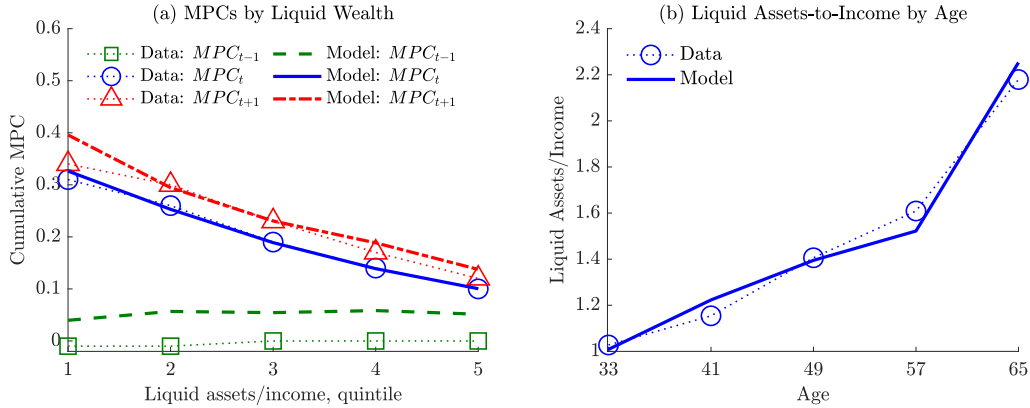 (a) MPCs by Liquid Wealth
Cumulative MPC
0.6
0.5
0.4
0.3
0.2
0.1
0
Data: MPC_{t−1}
Model: MPC_{t−1}
Data: MPC_t
Model: MPC_t
Data: MPC_{t+1}
Model: MPC_{t+1}
1 2 3 4 5
Liquid assets/income, quintile
(b) Liquid Assets-to-Income by Age
Liquid Assets/Income
2.4
2.2
2
1.8
1.6
1.4
1.2
1
Data
Model
33 41 49 57 65
Age